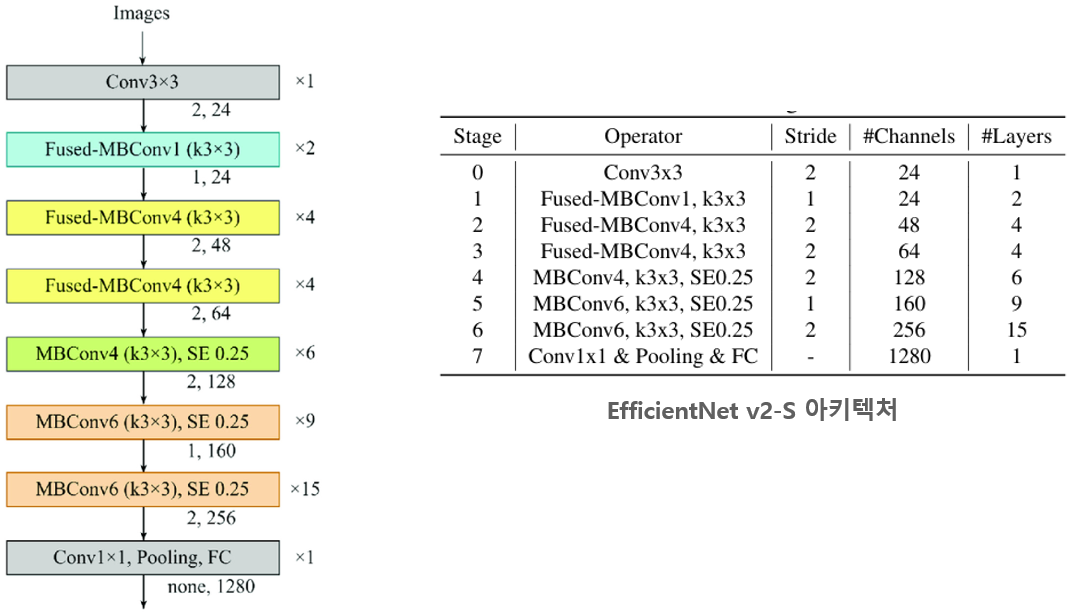 Images
Conv3×3
×1
2, 24
Fused-MBConv1 (k3×3)
×2
1, 24
Fused-MBConv4 (k3×3)
×4
2, 48
Fused-MBConv4 (k3×3)
×4
2, 64
MBConv4 (k3×3), SE 0.25
×6
2, 128
MBConv6 (k3×3), SE 0.25
×9
1, 160
MBConv6 (k3×3), SE 0.25
×15
2, 256
Conv1×1, Pooling, FC
×1
none, 1280
Stage Operator Stride #Channels #Layers
0 Conv3x3 2 24 1
1 Fused-MBConv1, k3x3 1 24 2
2 Fused-MBConv4, k3x3 2 48 4
3 Fused-MBConv4, k3x3 2 64 4
4 MBConv4, k3x3, SE0.25 2 128 6
5 MBConv6, k3x3, SE0.25 1 160 9
6 MBConv6, k3x3, SE0.25 2 256 15
7 Conv1x1 & Pooling & FC - 1280 1
EfficientNet v2-S 아키텍처